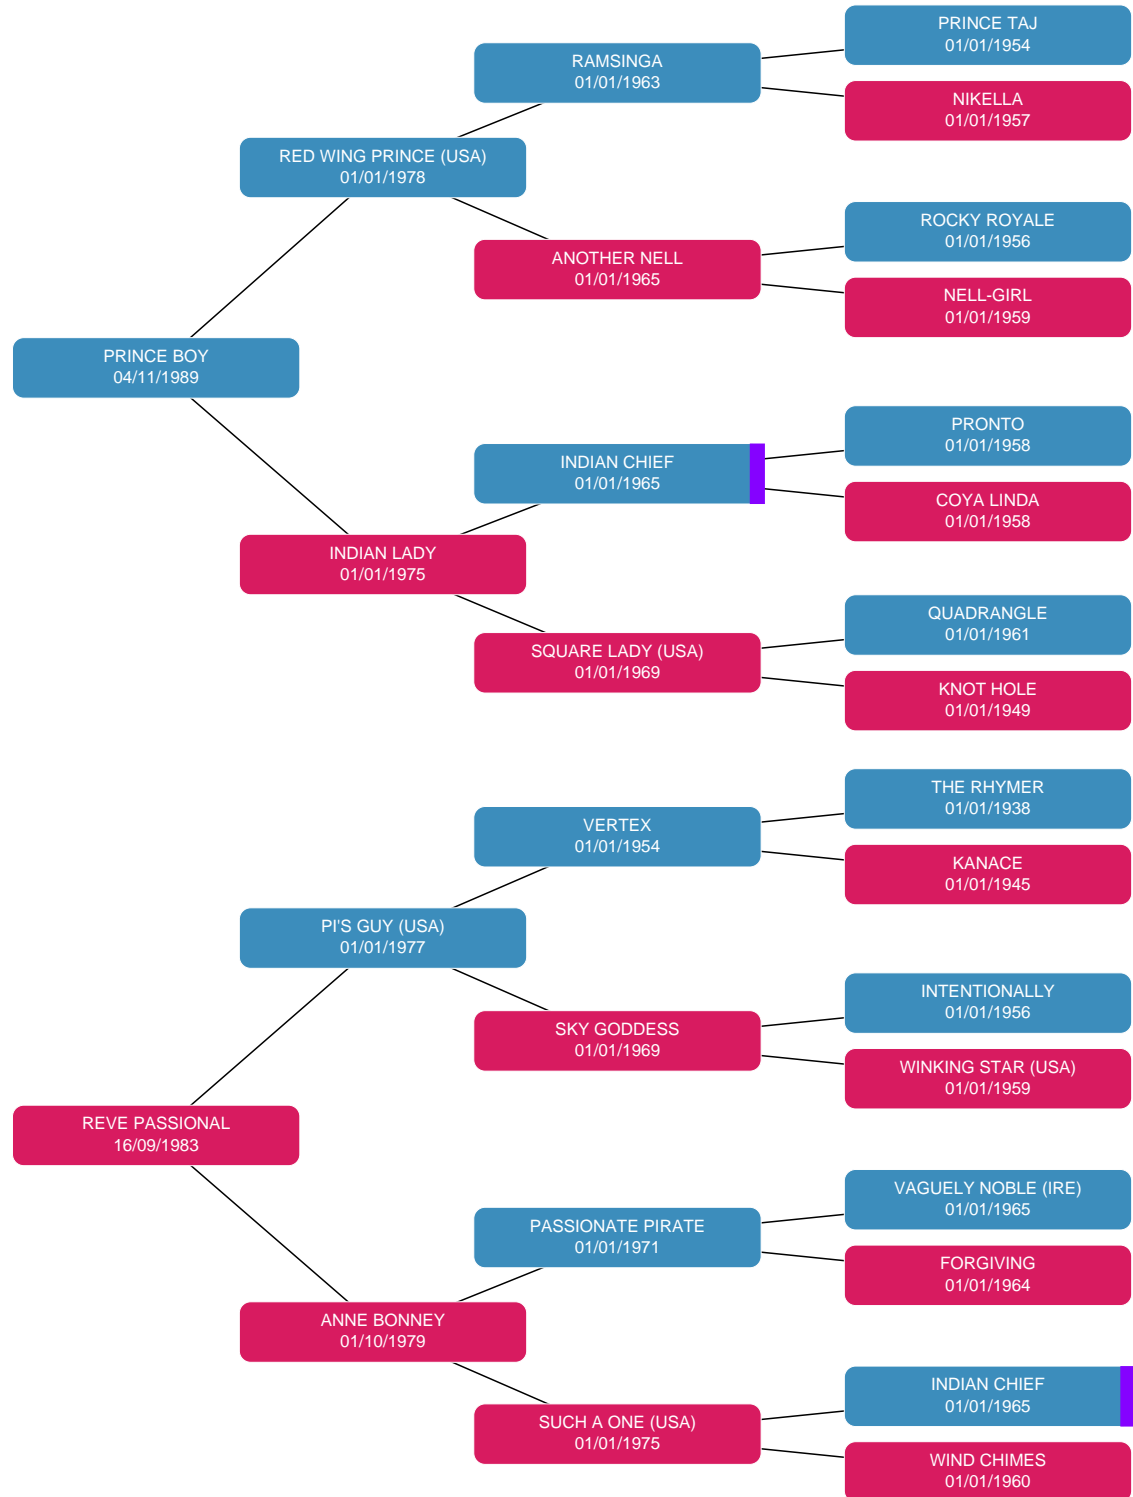 PRINCE TAJ
01/01/1954
RAMSINGA
01/01/1963
NIKELLA
01/01/1957
RED WING PRINCE (USA)
01/01/1978
ROCKY ROYALE
01/01/1956
ANOTHER NELL
01/01/1965
NELL-GIRL
01/01/1959
PRINCE BOY
04/11/1989
PRONTO
01/01/1958
INDIAN CHIEF
01/01/1965
COYA LINDA
01/01/1958
INDIAN LADY
01/01/1975
QUADRANGLE
01/01/1961
SQUARE LADY (USA)
01/01/1969
KNOT HOLE
01/01/1949
THE RHYMER
01/01/1938
VERTEX
01/01/1954
KANACE
01/01/1945
PI'S GUY (USA)
01/01/1977
INTENTIONALLY
01/01/1956
SKY GODDESS
01/01/1969
WINKING STAR (USA)
01/01/1959
REVE PASSIONAL
16/09/1983
VAGUELY NOBLE (IRE)
01/01/1965
PASSIONATE PIRATE
01/01/1971
FORGIVING
01/01/1964
ANNE BONNEY
01/10/1979
INDIAN CHIEF
01/01/1965
SUCH A ONE (USA)
01/01/1975
WIND CHIMES
01/01/1960